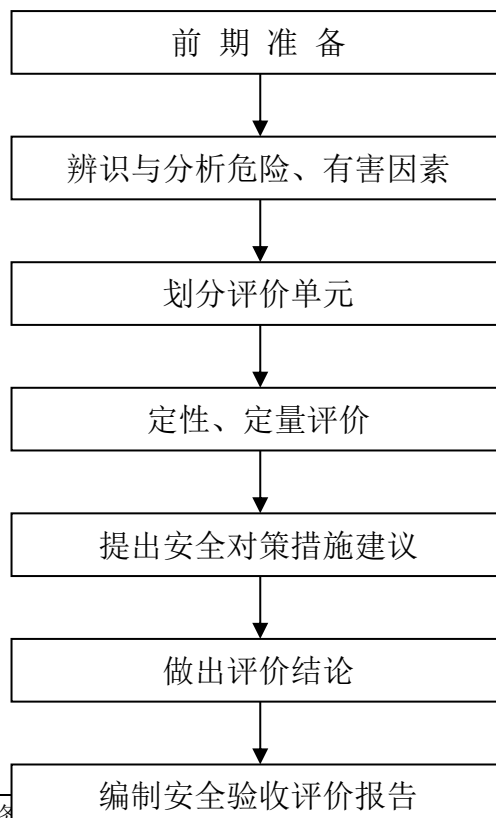 前 期 准 备
辨识与分析危险、有害因素
划分评价单元
定性、定量评价
提出安全对策措施建议
做出评价结论
编制安全验收评价报告